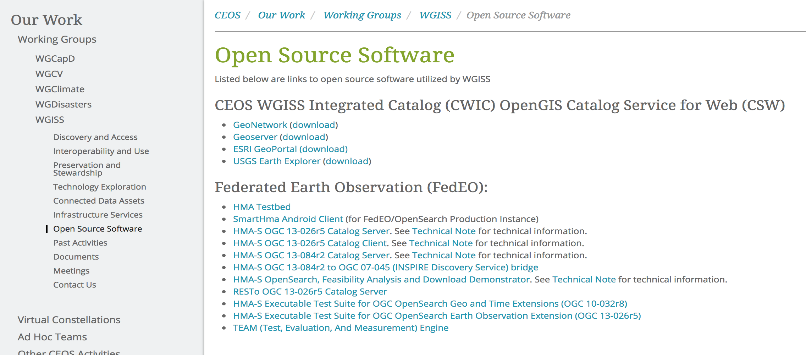 Our Work
Working Groups
WGCapD
WGCV
WGClimate
WGDisasters
WGISS
Discovery and Access
Interoperability and Use
Preservation and
Stewardship
Technology Exploration
Connected Data Assets
Infrastructure Services
Open Source Software
Past Activities
Documents
Meetings
Contact Us
Virtual Constellations
Ad Hoc Teams
Other CEOS Activities
CEOS / Our Work / Working Groups / WGISS / Open Source Software
Open Source Software
Listed below are links to open source software utilized by WGISS
CEOS WGISS Integrated Catalog (CWIC) OpenGIS Catalog Service for Web (CSW)
GeoNetwork (download)
Geoserver (download)
ESRI GeoPortal (download)
USGS Earth Explorer (download)
Federated Earth Observation (FedEO):
HMA Testbed
SmartHma Android Client (for FedEO/OpenSearch Production Instance)
HMA-S OGC 13-026r5 Catalog Server. See Technical Note for technical information.
HMA-S OGC 13-026r5 Catalog Client. See Technical Note for technical information.
HMA-S OGC 13-084r2 Catalog Server. See Technical Note for technical information.
HMA-S OGC 13-084r2 to OGC 07-045 (INSPIRE Discovery Service) bridge
HMA-S OpenSearch, Feasibility Analysis and Download Demonstrator. See Technical Note for technical information.
RESTo OGC 13-026r5 Catalog Server
HMA-S Executable Test Suite for OGC OpenSearch Geo and Time Extensions (OGC 10-032r8)
HMA-S Executable Test Suite for OGC OpenSearch Earth Observation Extension (OGC 13-026r5)
TEAM (Test, Evaluation, And Measurement) Engine